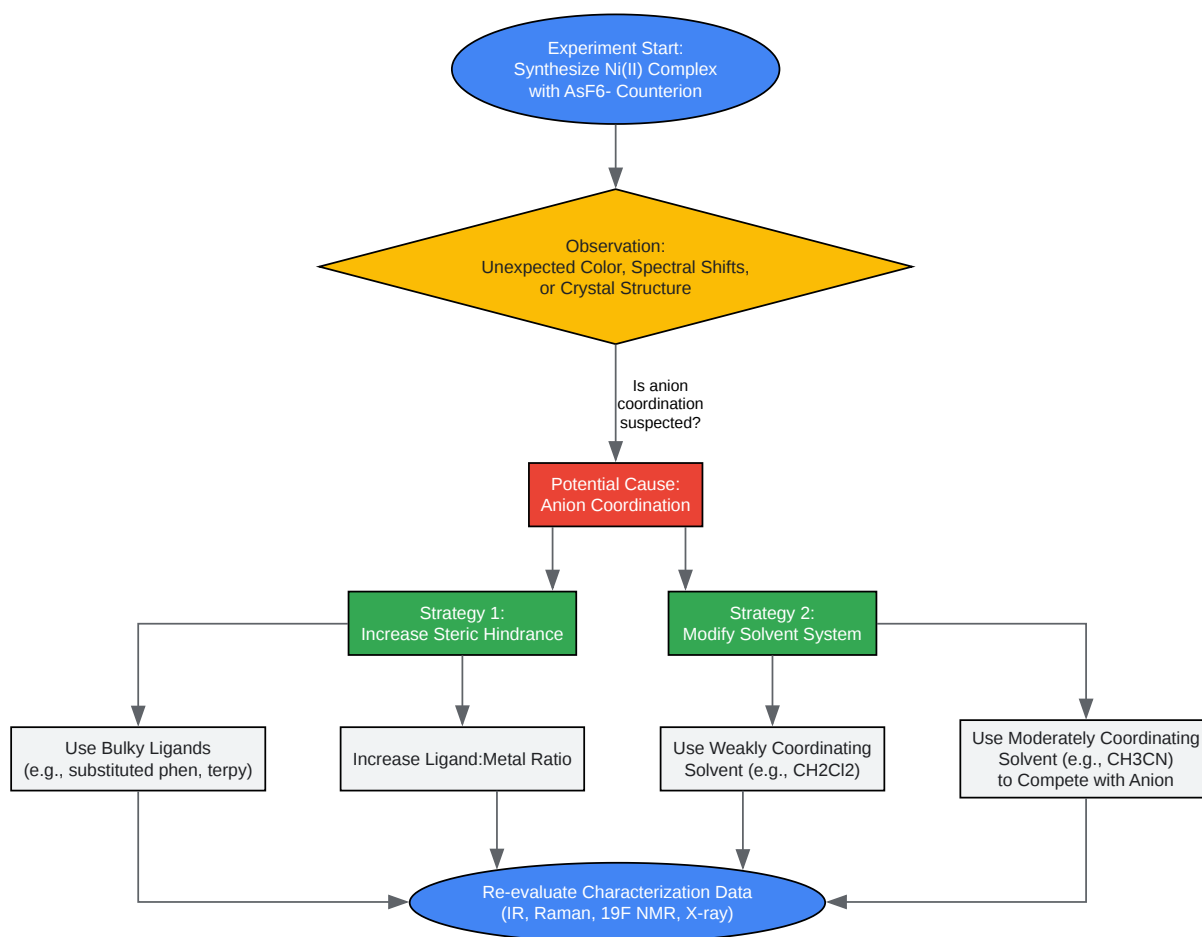 Experiment Start:
Synthesize Ni(II) Complex
with AsF6- Counterion
Observation:
Unexpected Color, Spectral Shifts,
or Crystal Structure
Is anion
coordination
suspected?
Potential Cause:
Anion Coordination
Strategy 1:
Increase Steric Hindrance
Strategy 2:
Modify Solvent System
Use Bulky Ligands
(e.g., substituted phen, terpy)
Increase Ligand:Metal Ratio
Use Weakly Coordinating
Solvent (e.g., CH2Cl2)
Use Moderately Coordinating
Solvent (e.g., CH3CN)
to Compete with Anion
Re-evaluate Characterization Data
(IR, Raman, 19F NMR, X-ray)